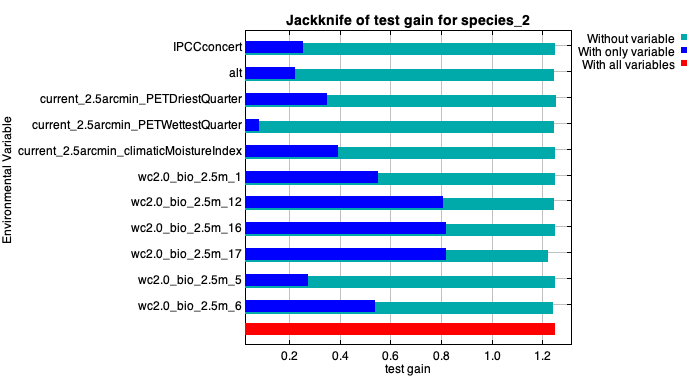 Jackknife of test gain for species_2
Without variable
With only variable
With all variables
Environmental Variable
IPCCconcert
alt
current_2.5arcmin_PETDriestQuarter
current_2.5arcmin_PETWettestQuarter
current_2.5arcmin_climaticMoistureIndex
wc2.0_bio_2.5m_1
wc2.0_bio_2.5m_12
wc2.0_bio_2.5m_16
wc2.0_bio_2.5m_17
wc2.0_bio_2.5m_5
wc2.0_bio_2.5m_6
0.2 0.4 0.6 0.8 1.0 1.2
test gain